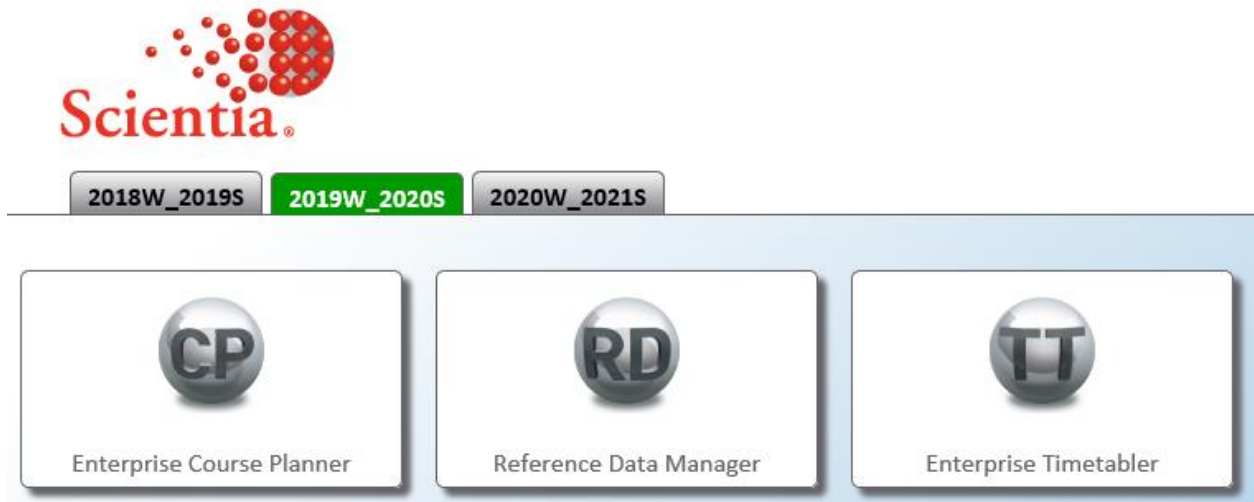 Scientia®
2018W_2019S 2019W_2020S 2020W_2021S
CP RD TT
Enterprise Course Planner Reference Data Manager Enterprise Timetabler